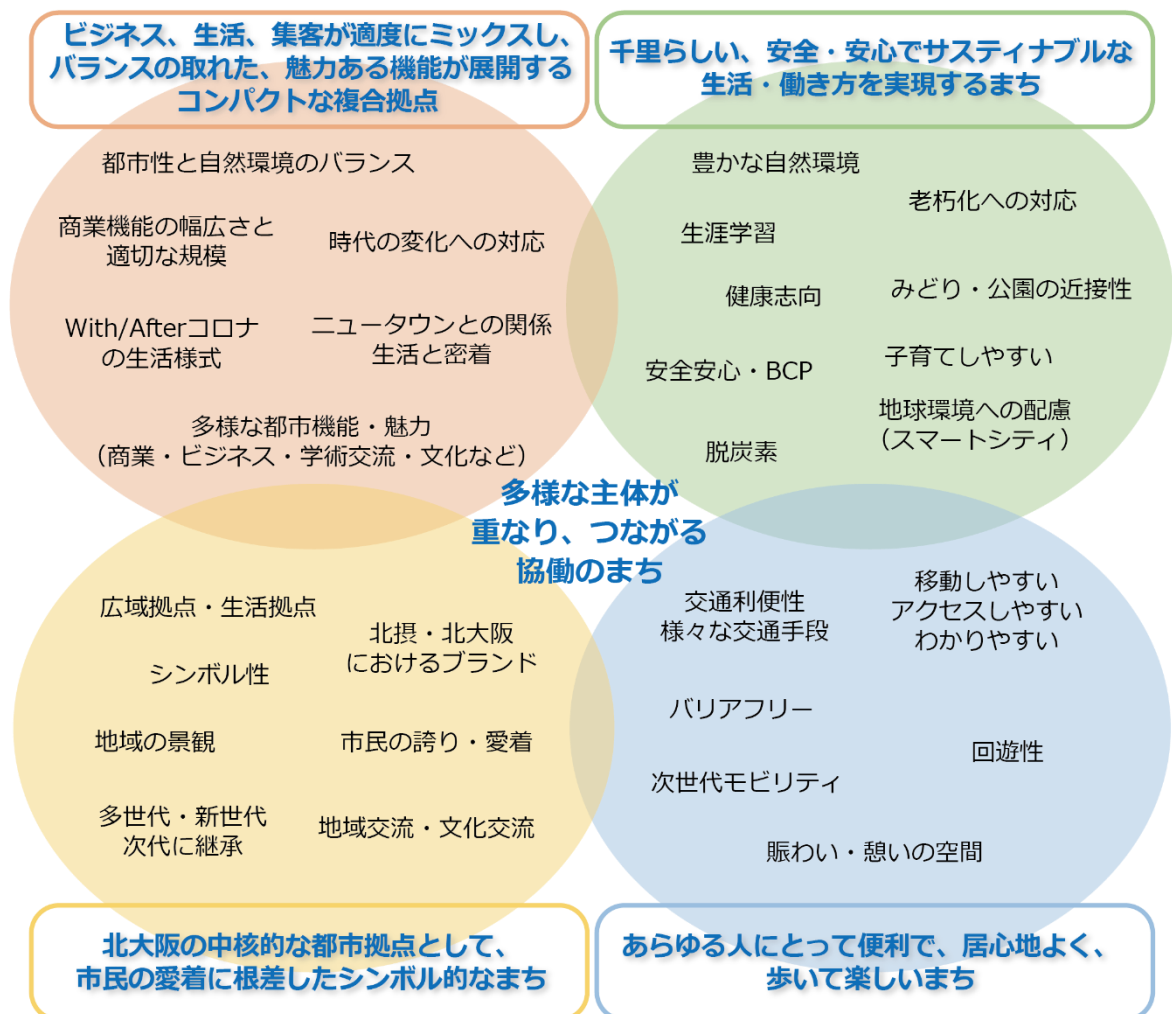 ビジネス、生活、集客が適度にミックスし、
バランスの取れた、魅力ある機能が展開する
コンパクトな複合拠点
都市性と自然環境のバランス
商業機能の幅広さと
適切な規模
時代の変化への対応
With/Afterコロナ
の生活様式
ニュータウンとの関係
生活と密着
多様な都市機能・魅力
（商業・ビジネス・学術交流・文化など）
千里らしい、安全・安心でサスティナブルな
生活・働き方を実現するまち
豊かな自然環境
老朽化への対応
生涯学習
健康志向
みどり・公園の近接性
安全安心・BCP
子育てしやすい
地球環境への配慮
（スマートシティ）
脱炭素
多様な主体が
重なり、つながる
協働のまち
広域拠点・生活拠点
北摂・北大阪
におけるブランド
シンボル性
地域の景観
市民の誇り・愛着
多世代・新世代
次代に継承
地域交流・文化交流
北大阪の中核的な都市拠点として、
市民の愛着に根差したシンボル的なまち
交通利便性
様々な交通手段
移動しやすい
アクセスしやすい
わかりやすい
バリアフリー
回遊性
次世代モビリティ
賑わい・憩いの空間
あらゆる人にとって便利で、居心地よく、
歩いて楽しいまち